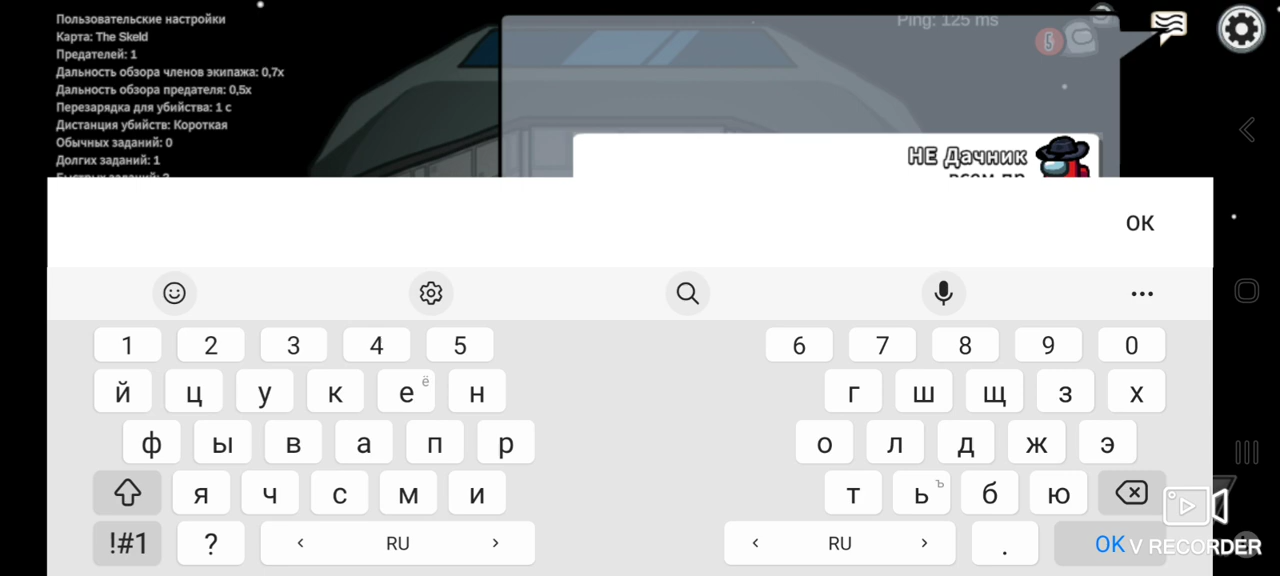 Пользовательские настройки
Карта: The Skeld
Предателей: 1
Дальность обзора членов экипажа: 0,7x
Дальность обзора предателя: 0,5x
Перезарядка для убийства: 1 с
Дистанция убийств: Короткая
Обычных заданий: 0
Долгих заданий: 1
Ping: 125 ms
НЕ Дачник
всем пр
ОК
1 2 3 4 5 6 7 8 9 0
й ц у к е ё н г ш щ з х
ф ы в а п р о л д ж э
я ч с м и т ь ъ б ю
!#1 ? < RU > < RU > . OK
V RECORDER